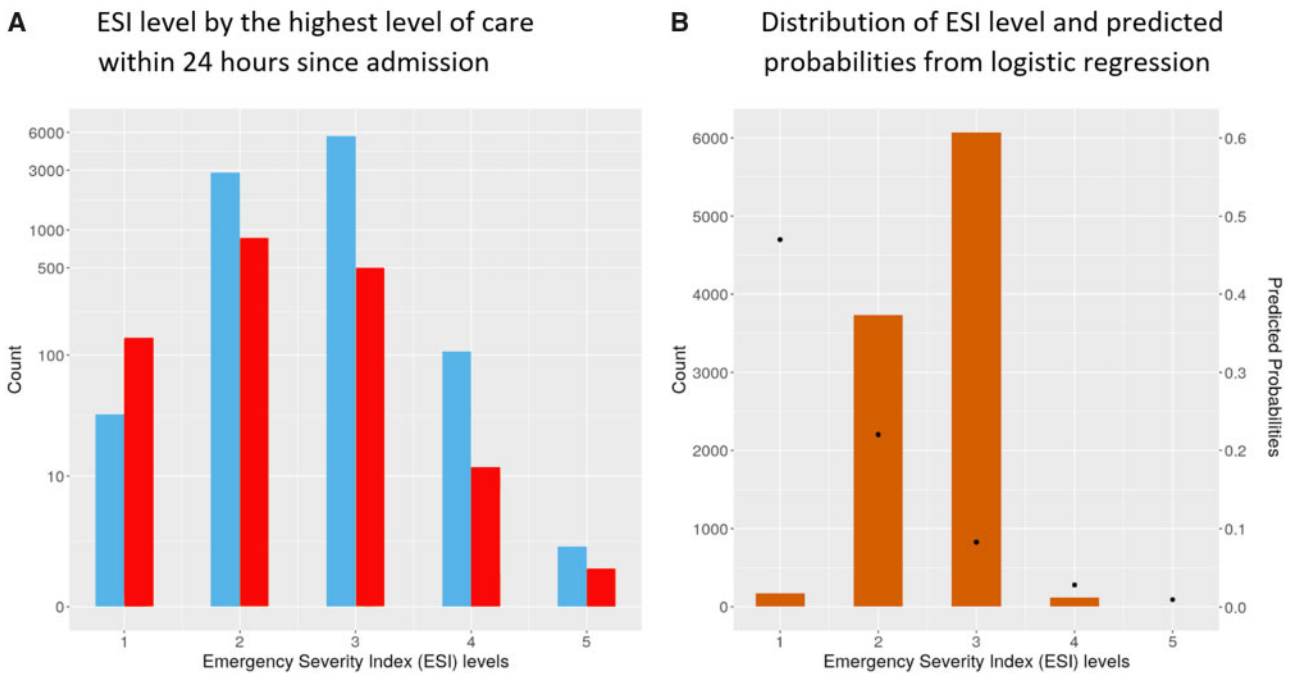 A
ESI level by the highest level of care
within 24 hours since admission
6000
3000
1000
500
100
10
0
Count
1 2 3 4 5
Emergency Severity Index (ESI) levels
B
Distribution of ESI level and predicted
probabilities from logistic regression
6000
5000
4000
3000
2000
1000
0
Count
0.6
0.5
0.4
0.3
0.2
0.1
0.0
Predicted Probabilities
1 2 3 4 5
Emergency Severity Index (ESI) levels